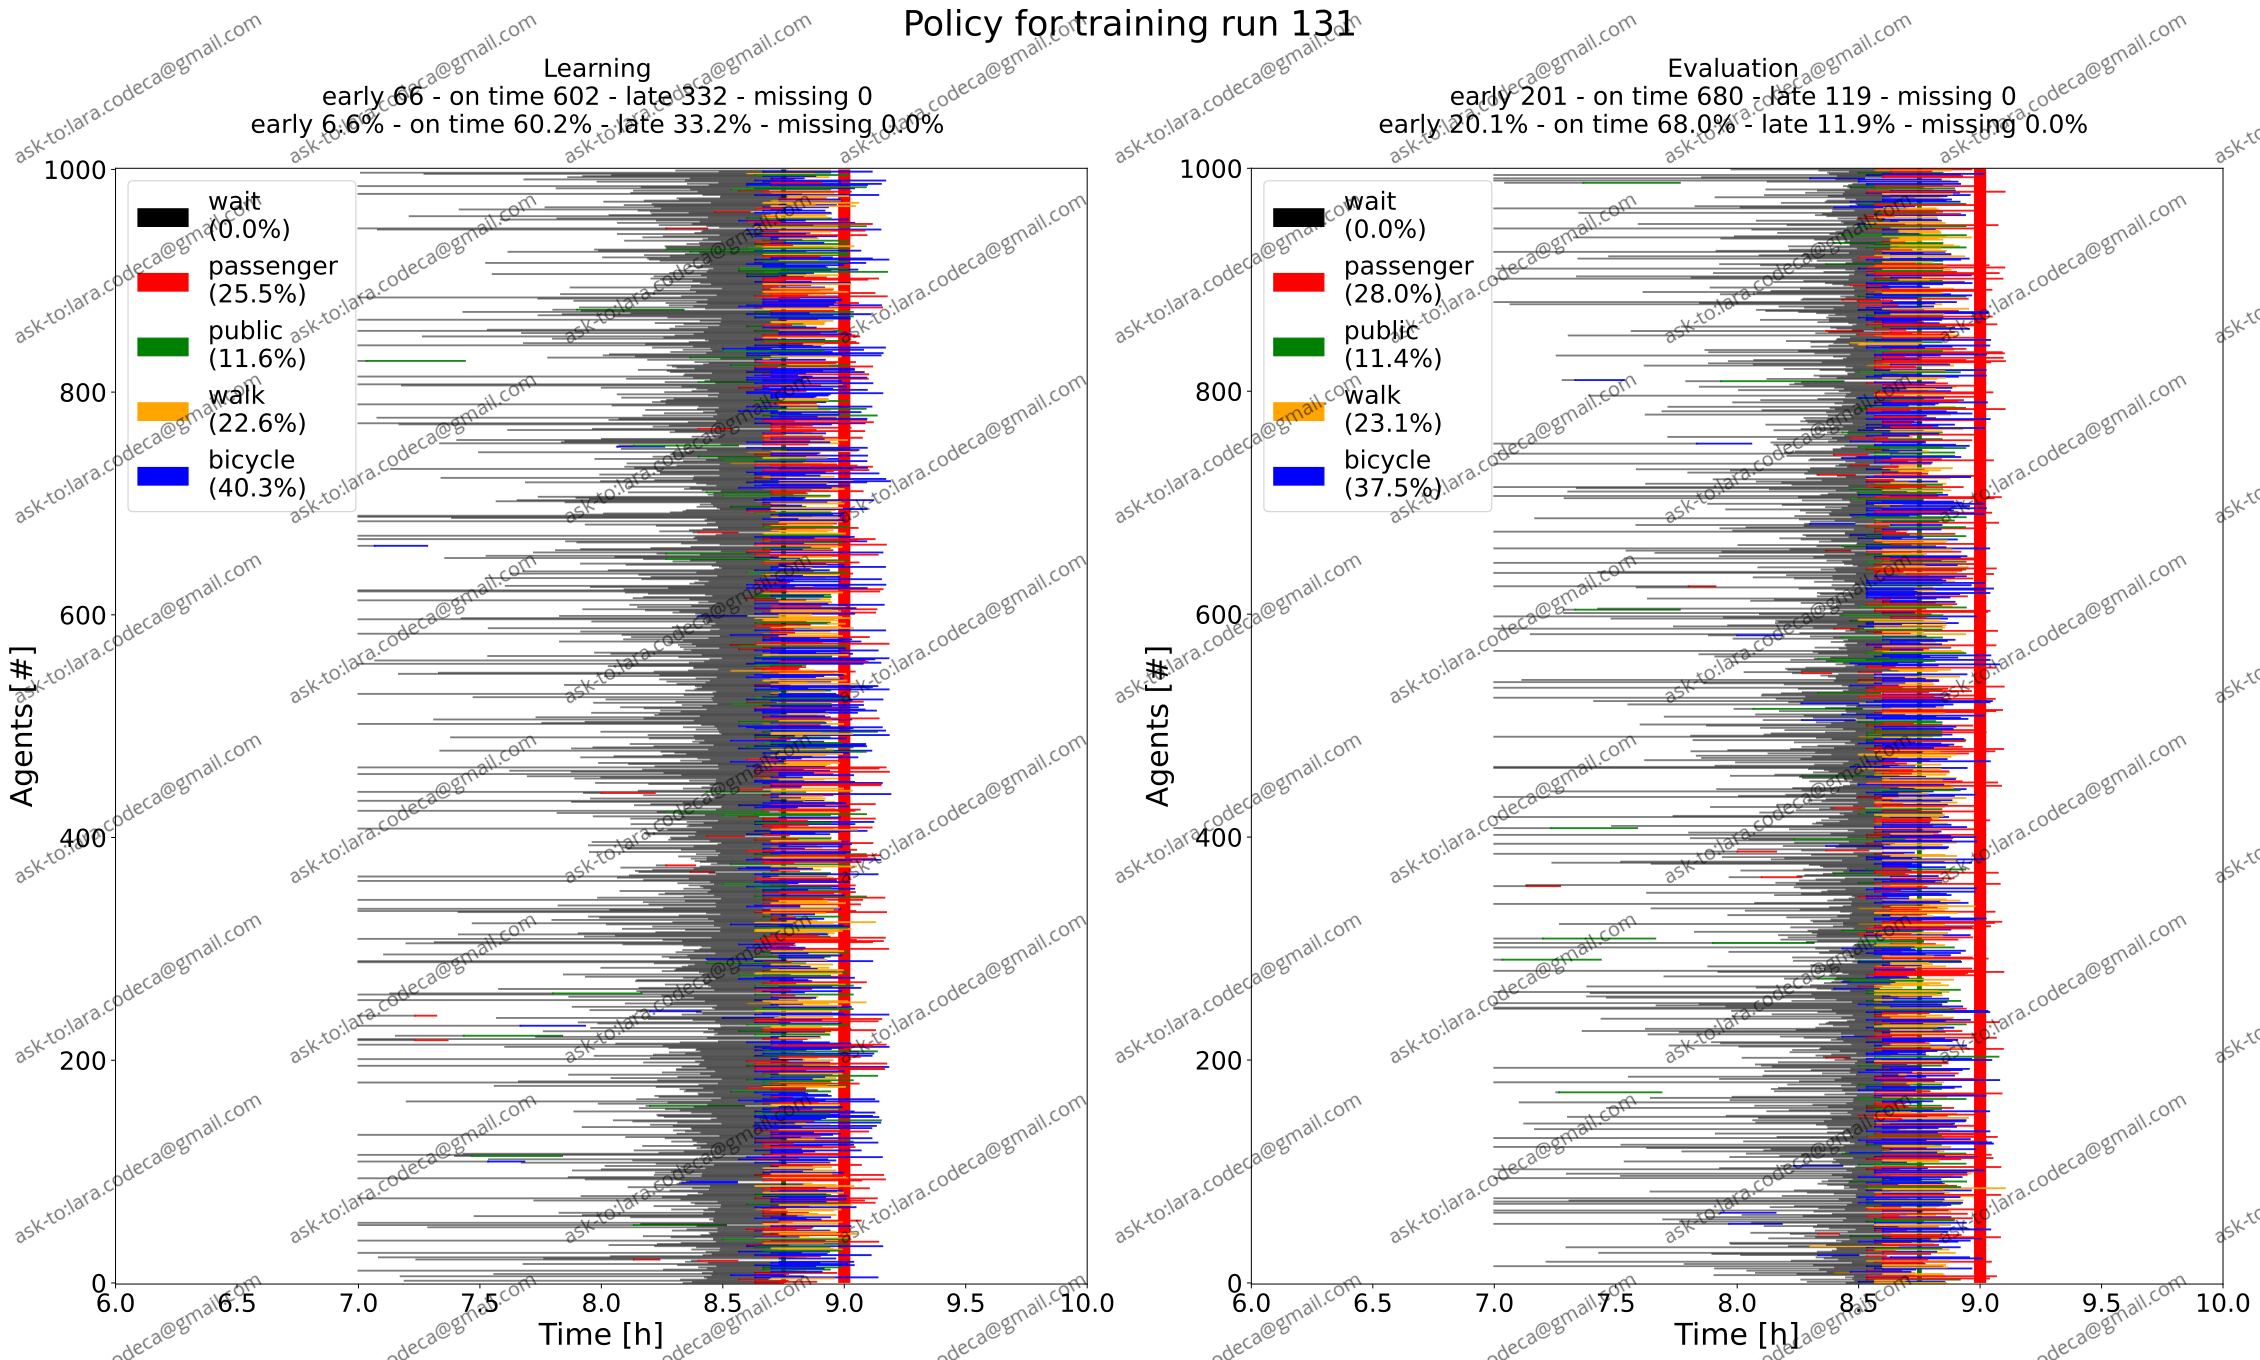 Policy for training run 131
Learning
early 66 - on time 602 - late 332 - missing 0
early 6.6% - on time 60.2% - late 33.2% - missing 0.0%
1000
800
600
400
200
0
Agents [#]
wait
(0.0%)
passenger
(25.5%)
public
(11.6%)
walk
(22.6%)
bicycle
(40.3%)
6.0 6.5 7.0 7.5 8.0 8.5 9.0 9.5 10.0
Time [h]
Evaluation
early 201 - on time 680 - late 119 - missing 0
early 20.1% - on time 68.0% - late 11.9% - missing 0.0%
1000
800
600
400
200
0
Agents [#]
wait
(0.0%)
passenger
(28.0%)
public
(11.4%)
walk
(23.1%)
bicycle
(37.5%)
6.0 6.5 7.0 7.5 8.0 8.5 9.0 9.5 10.0
Time [h]
ask-to:lara.codeca@gmail.com